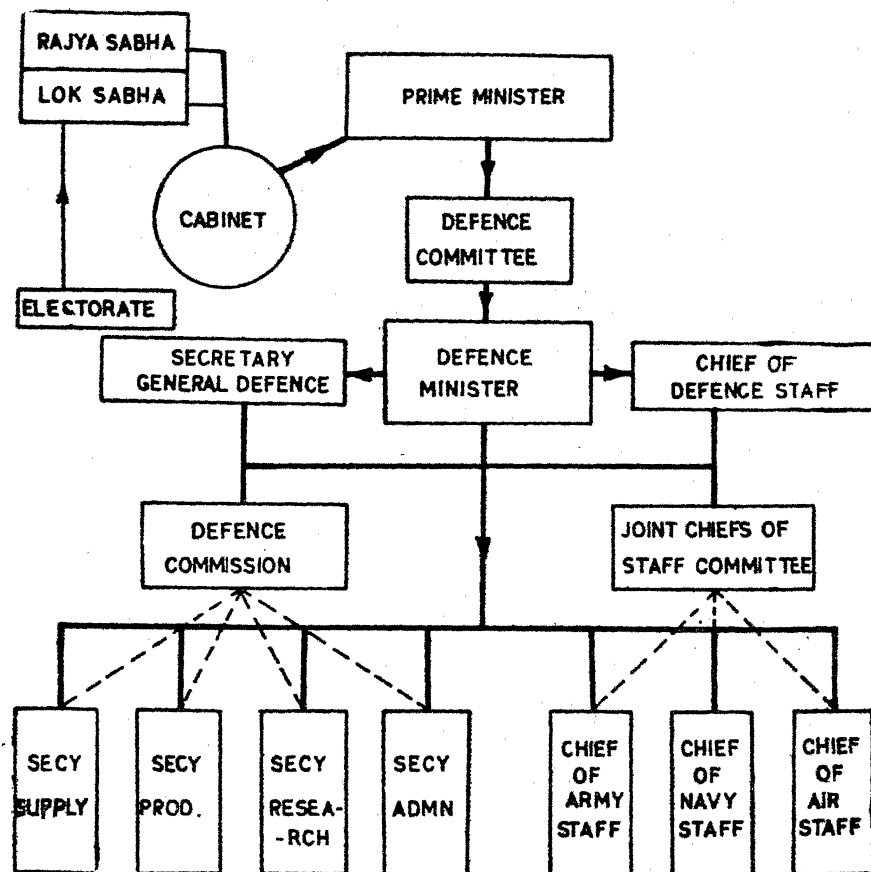 RAJYA SABHA
LOK SABHA
PRIME MINISTER
CABINET
DEFENCE
COMMITTEE
ELECTORATE
SECRETARY
GENERAL DEFENCE
DEFENCE
MINISTER
CHIEF OF
DEFENCE STAFF
DEFENCE
COMMISSION
JOINT CHIEFS OF
STAFF COMMITTEE
SECY
SUPPLY
SECY
PROD.
SECY
RESEA-
-RCH
SECY
ADMN
CHIEF
OF
ARMY
STAFF
CHIEF
OF
NAVY
STAFF
CHIEF
OF
AIR
STAFF